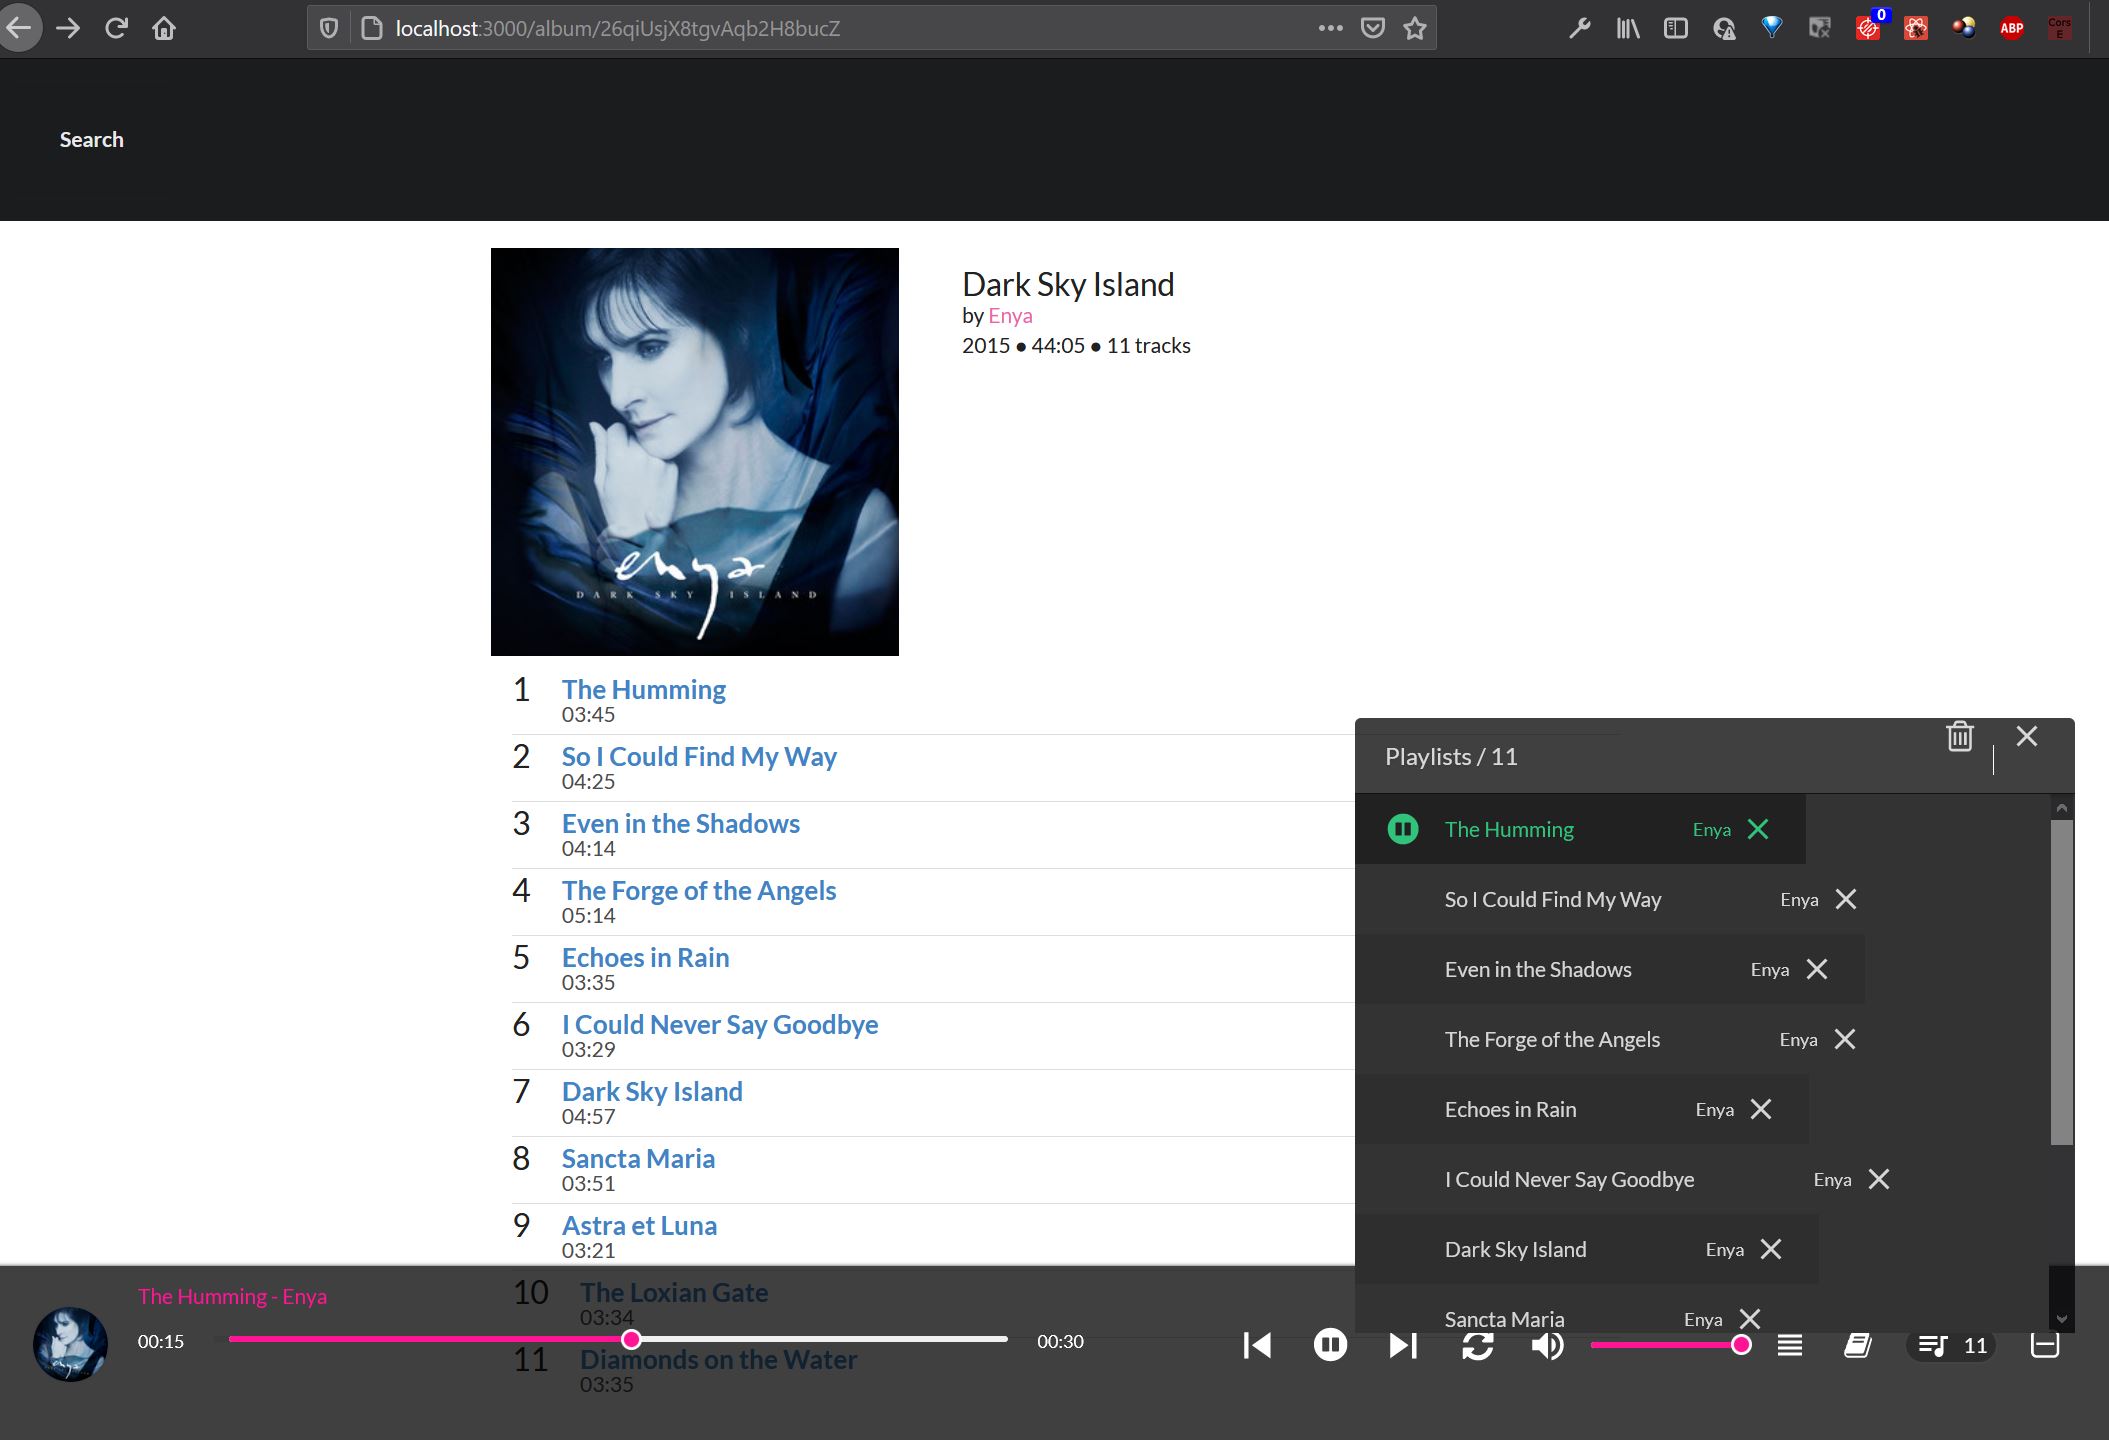 localhost:3000/album/26qiUsjX8tgvAqb2H8bucZ
0
ABP
Cors
E
Search
enya
DARK SKY ISLAND
Dark Sky Island
by Enya
2015 ● 44:05 ● 11 tracks
1 The Humming
03:45
2 So I Could Find My Way
04:25
3 Even in the Shadows
04:14
4 The Forge of the Angels
05:14
5 Echoes in Rain
03:35
6 I Could Never Say Goodbye
03:29
7 Dark Sky Island
04:57
8 Sancta Maria
03:51
9 Astra et Luna
03:21
10 The Loxian Gate
03:34
11 Diamonds on the Water
03:35
Playlists / 11
The Humming Enya
So I Could Find My Way Enya
Even in the Shadows Enya
The Forge of the Angels Enya
Echoes in Rain Enya
I Could Never Say Goodbye Enya
Dark Sky Island Enya
Sancta Maria Enya
The Humming - Enya
enya
00:15
00:30
11